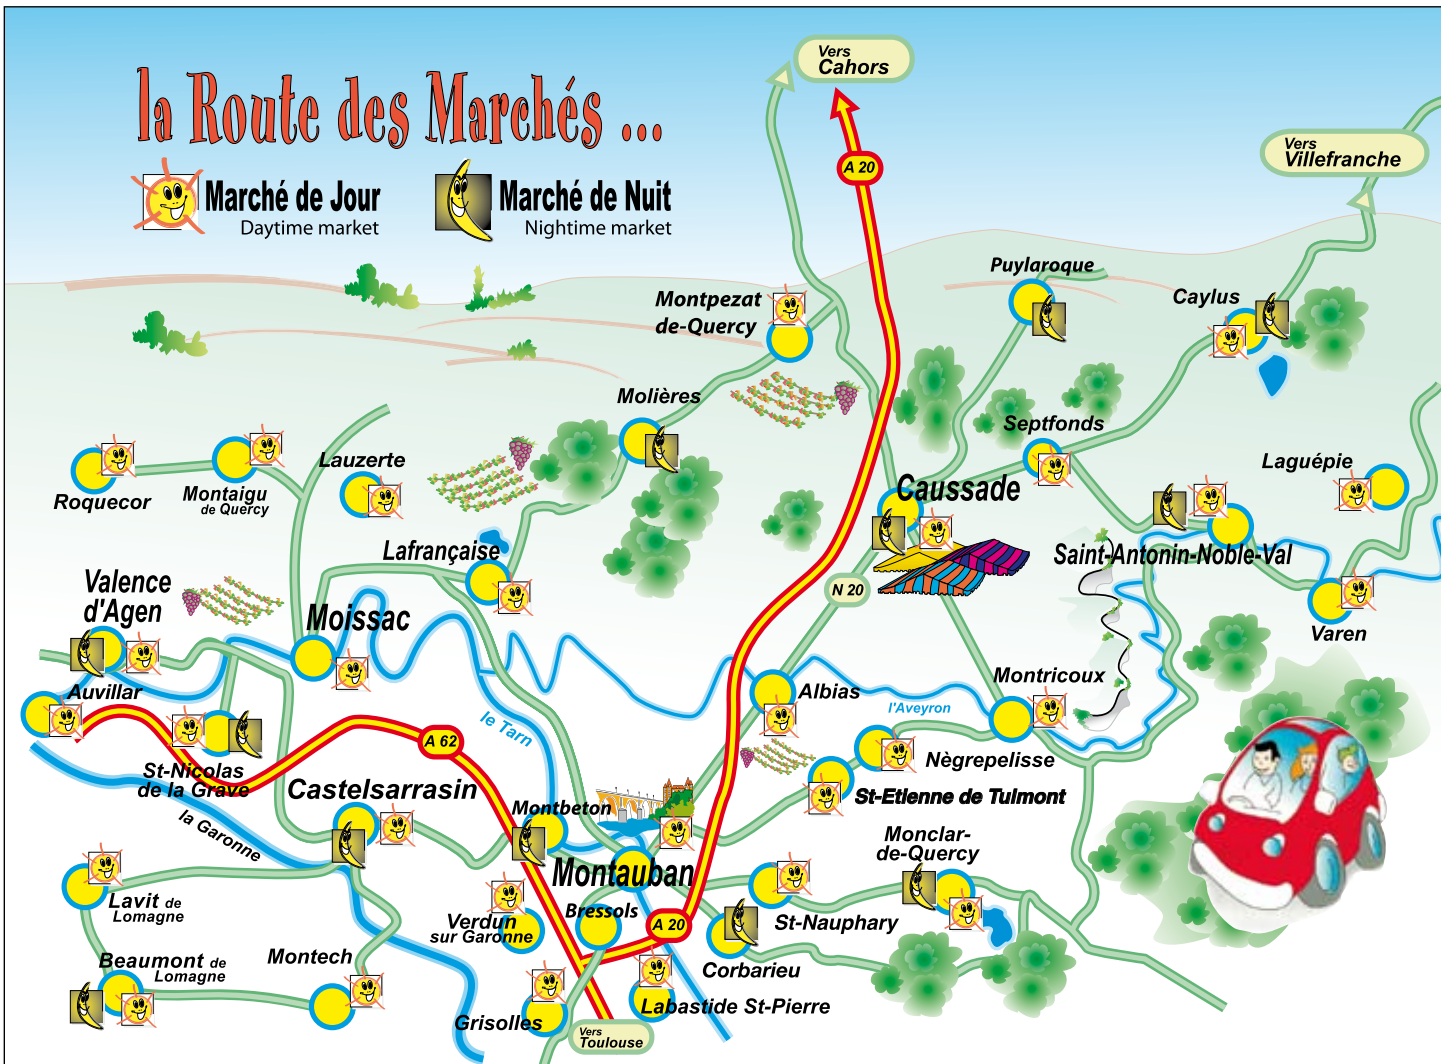 la Route des Marchés ...
Marché de Jour
Daytime market
Marché de Nuit
Nightime market
Vers
Cahors
A 20
Vers
Villefranche
Puylaroque
Caylus
Montpezat
de-Quercy
Molières
Septfonds
Laguépie
Roquecor
Montaigu
de Quercy
Lauzerte
Caussade
Lafrançaise
Saint-Antonin-Noble-Val
Valence
d'Agen
Moissac
N 20
Varen
Auvillar
Albias
Montricoux
l'Aveyron
le Tarn
A 62
St-Nicolas
de la Grave
Nègrepelisse
Castelsarrasin
St-Etienne de Tulmont
la Garonne
Montbeton
Monclar-
de-Quercy
Montauban
Lavit de
Lomagne
Verdun
sur Garonne
Bressols
A 20
St-Nauphary
Corbarieu
Beaumont de
Lomagne
Montech
Grisolles
Labastide St-Pierre
Vers
Toulouse